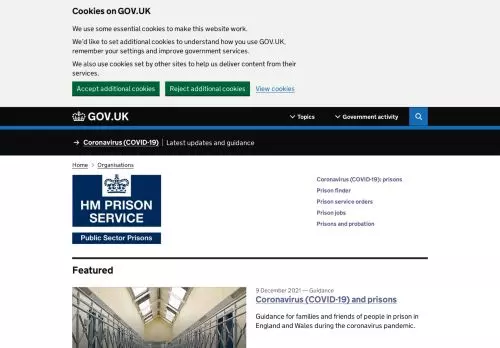 Cookies on GOV.UK
We use some essential cookies to make this website work.
We'd like to set additional cookies to understand how you use GOV.UK,
remember your settings and improve government services.
We also use cookies set by other sites to help us deliver content from their
services.
Accept additional cookies Reject additional cookies View cookies
GOV.UK Topics Government activity
→ Coronavirus (COVID-19) | Latest updates and guidance
Home > Organisations
HM PRISON
SERVICE
Public Sector Prisons
Coronavirus (COVID-19): prisons
Prison finder
Prison service orders
Prison jobs
Prisons and probation
Featured
9 December 2021 — Guidance
Coronavirus (COVID-19) and prisons
Guidance for families and friends of people in prison in
England and Wales during the coronavirus pandemic.